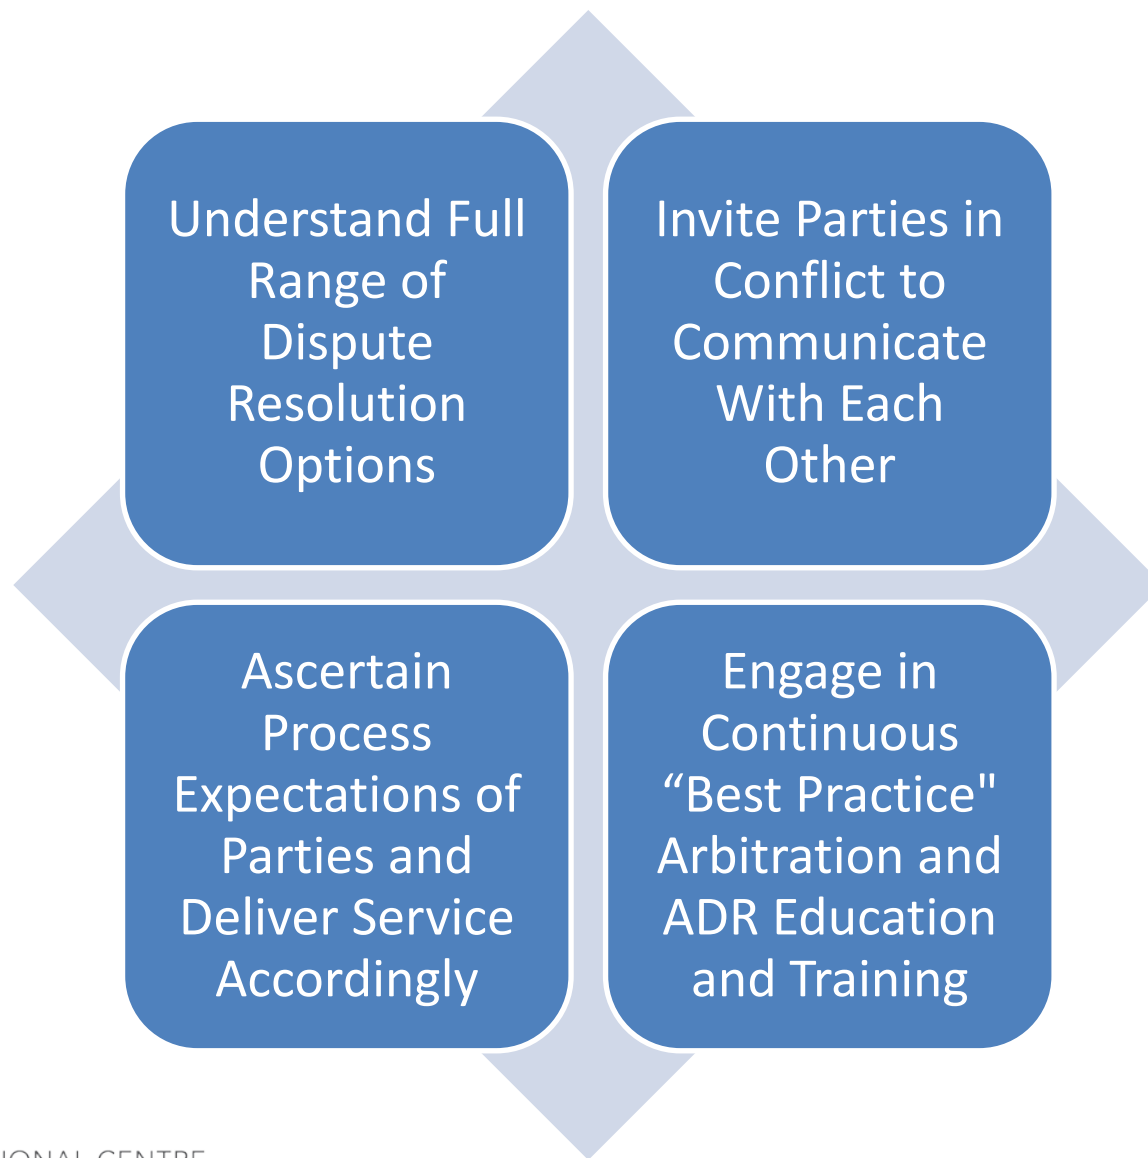 Understand Full
Range of
Dispute
Resolution
Options
Invite Parties in
Conflict to
Communicate
With Each
Other
Ascertain
Process
Expectations of
Parties and
Deliver Service
Accordingly
Engage in
Continuous
“Best Practice"
Arbitration and
ADR Education
and Training
CENTRE